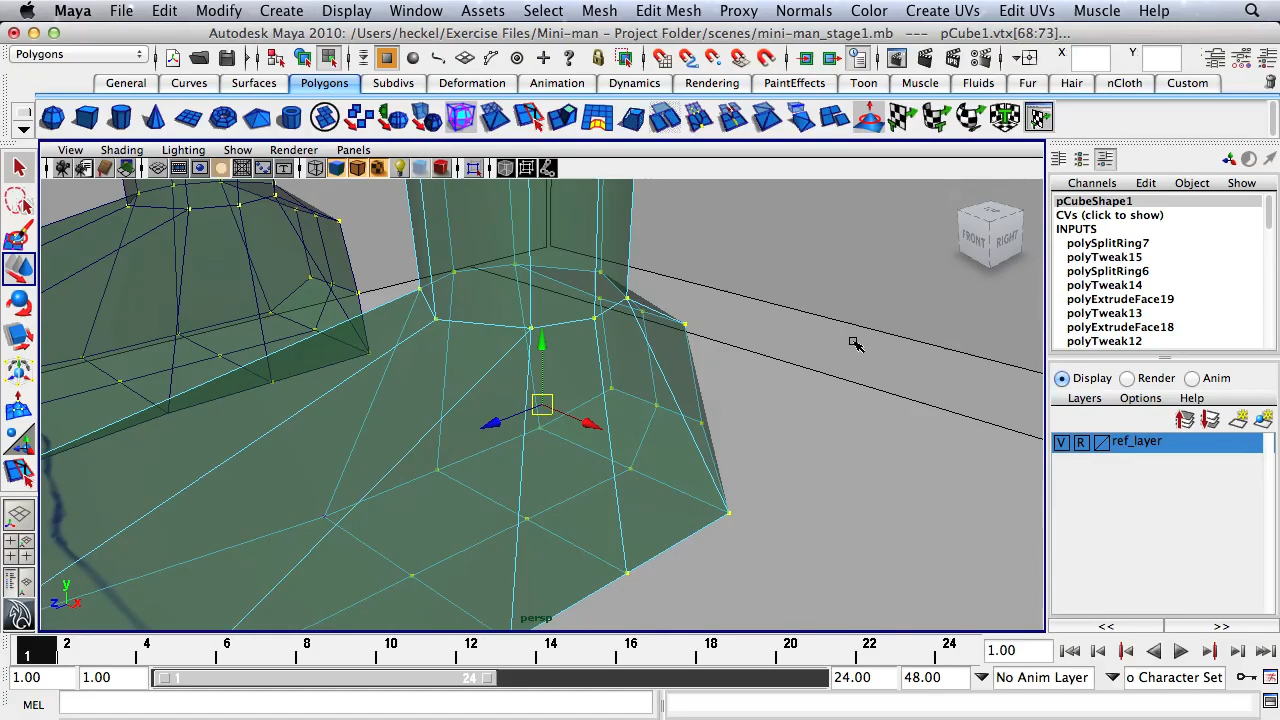 Maya File Edit Modify Create Display Window Assets Select Mesh Edit Mesh Proxy Normals Color Create UVs Edit UVs Muscle Help
Autodesk Maya 2010: /Users/heckel/Exercise Files/Mini-man - Project Folder/scenes/mini-man_stage1.mb --- pCube1.vtx[68:73]...
Polygons X Y
General Curves Surfaces Polygons Subdivs Deformation Animation Dynamics Rendering PaintEffects Toon Muscle Fluids Fur Hair nCloth Custom
View Shading Lighting Show Renderer Panels
FRONT RIGHT
persp
y
z x
Channels Edit Object Show
pCubeShape1
CVs (click to show)
INPUTS
polySplitRing7
polyTweak15
polySplitRing6
polyTweak14
polyExtrudeFace19
polyTweak13
polyExtrudeFace18
polyTweak12
Display Render Anim
Layers Options Help
V R ref_layer
<< >>
1 2 4 6 8 10 12 14 16 18 20 22 24 1.00
1.00 1.00 1 24 24.00 48.00 No Anim Layer o Character Set
MEL